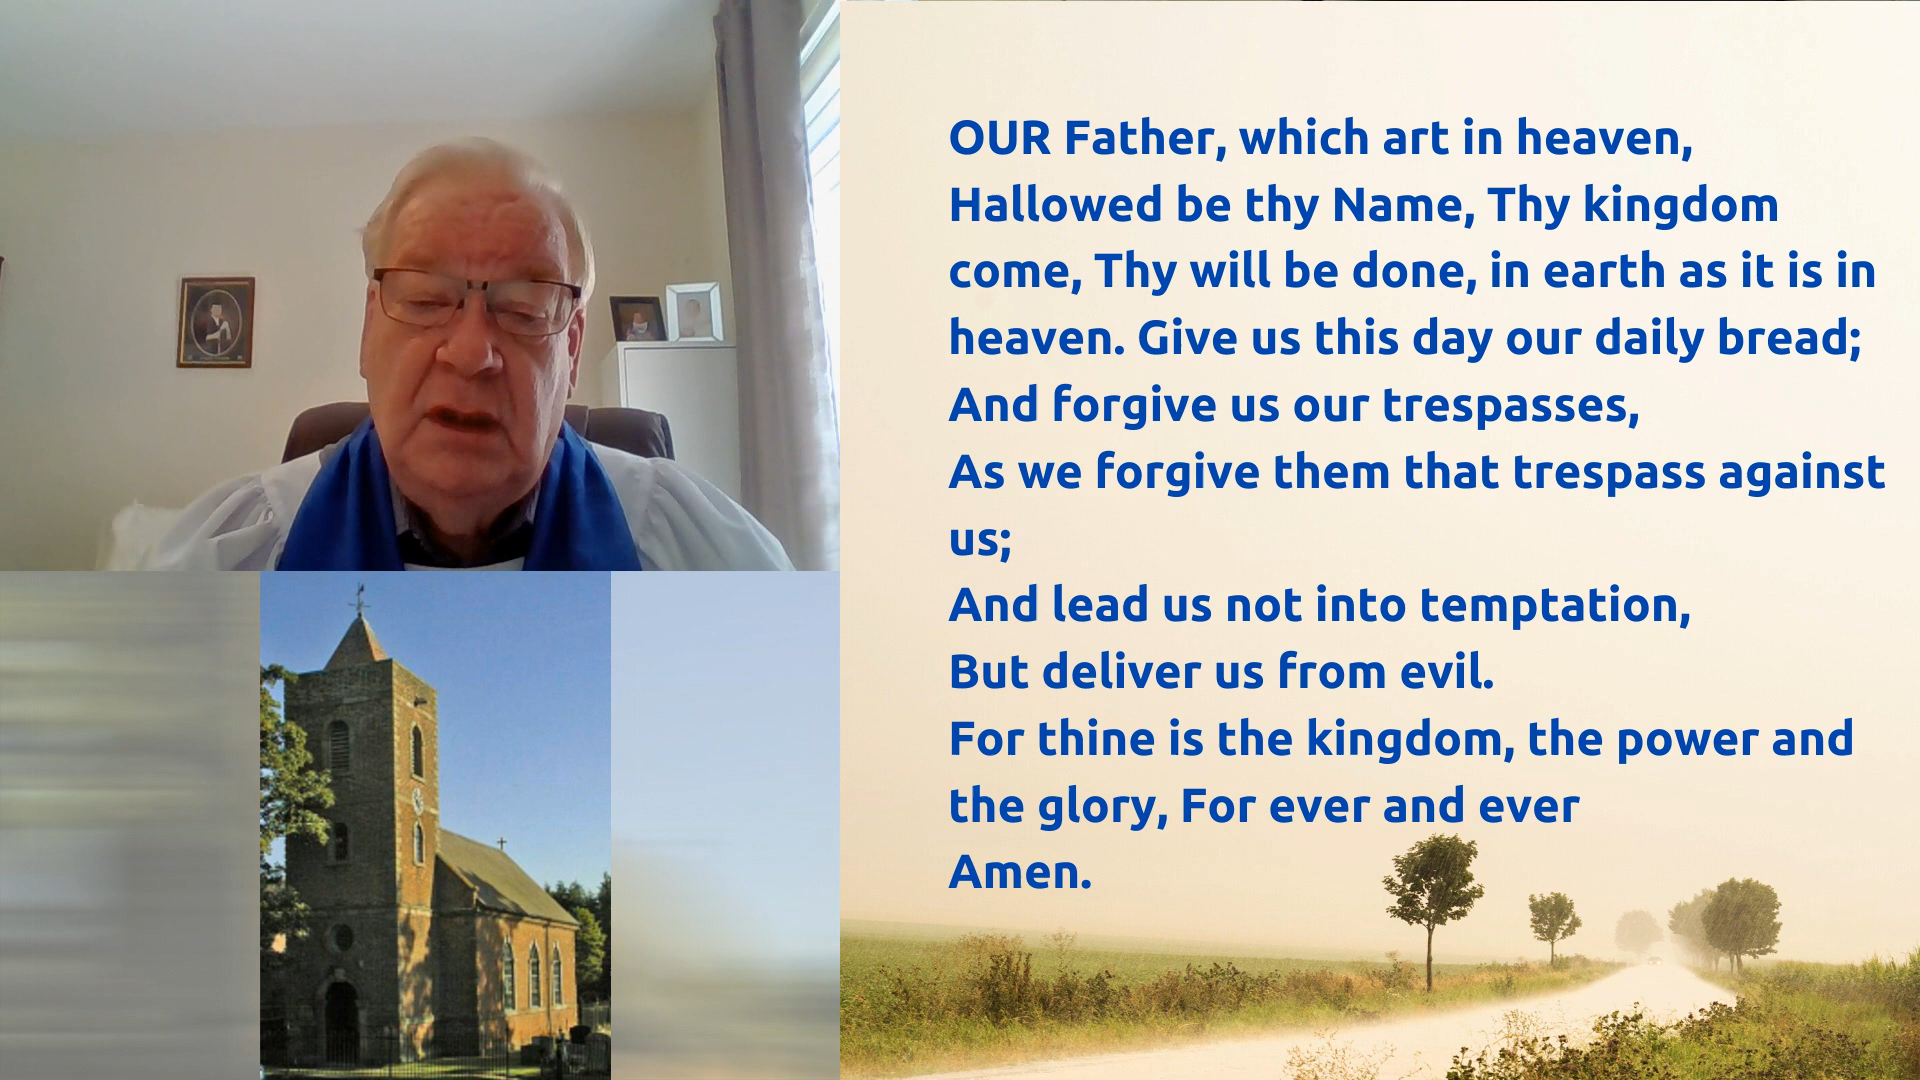 OUR Father, which art in heaven,
Hallowed be thy Name, Thy kingdom
come, Thy will be done, in earth as it is in
heaven. Give us this day our daily bread;
And forgive us our trespasses,
As we forgive them that trespass against
us;
And lead us not into temptation,
But deliver us from evil.
For thine is the kingdom, the power and
the glory, For ever and ever
Amen.